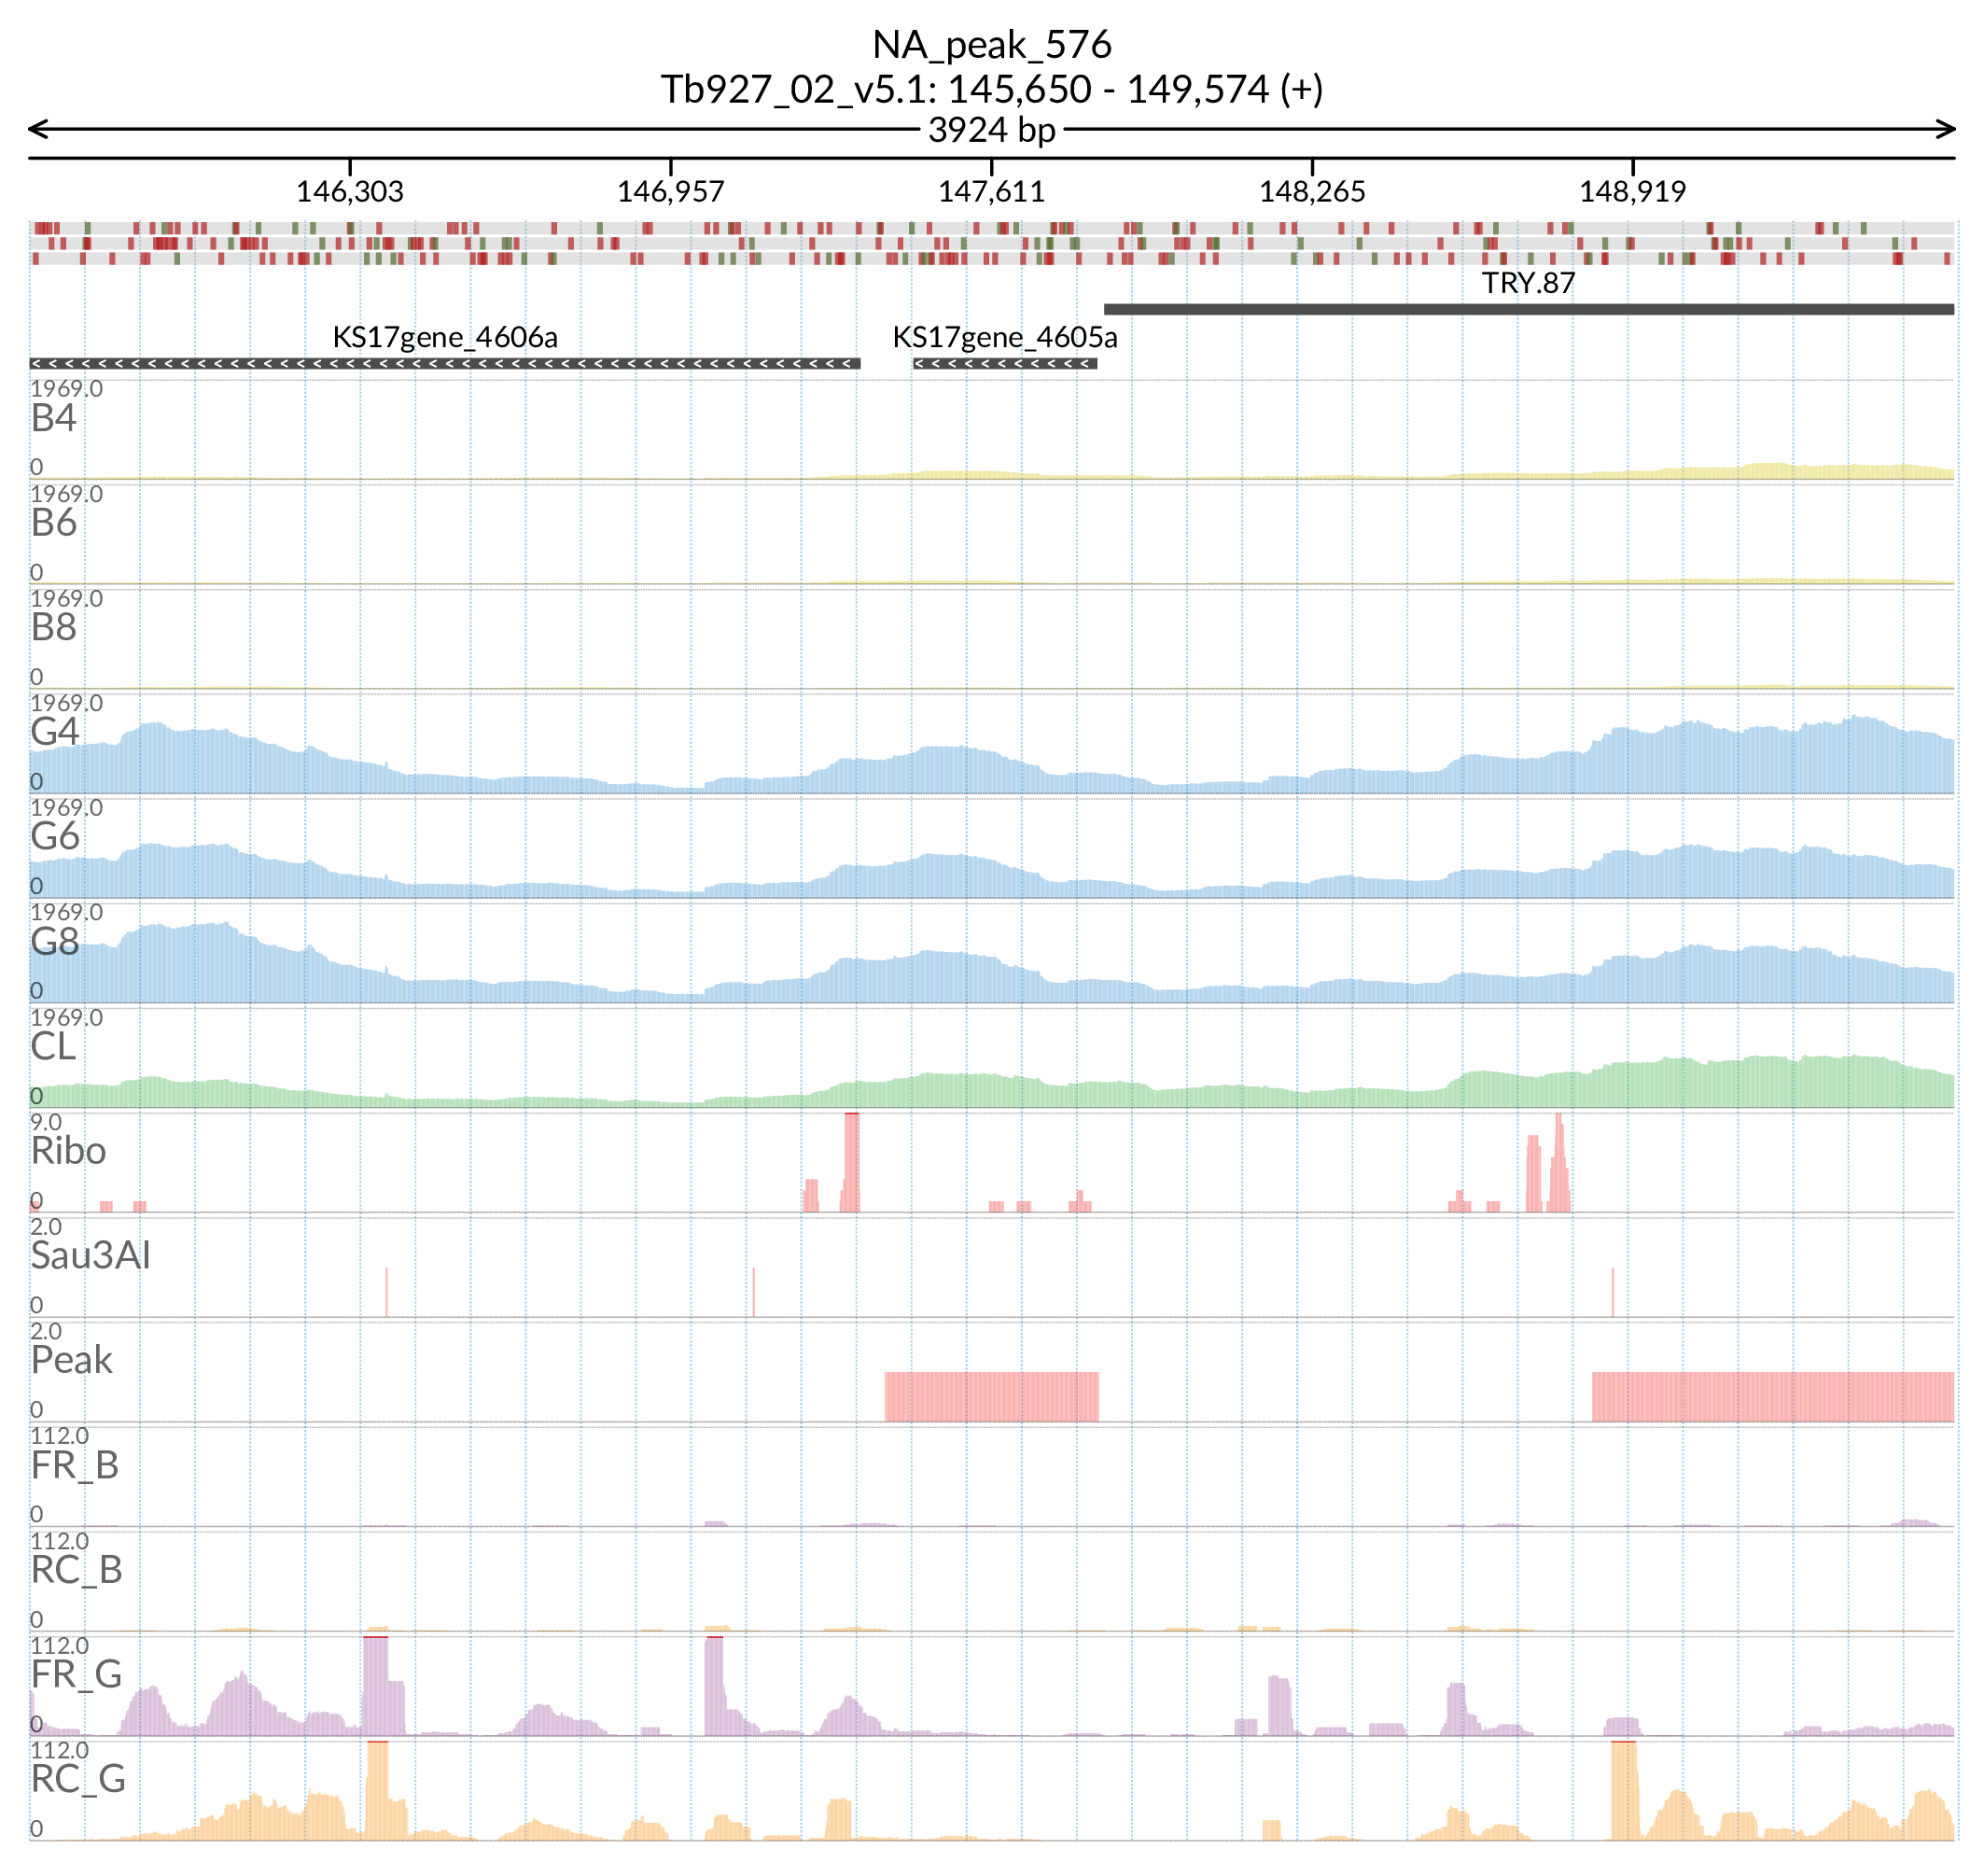 NA_peak_576
Tb927_02_v5.1: 145,650 - 149,574 (+)
3924 bp
146,303 146,957 147,611 148,265 148,919
TRY.87
KS17gene_4606a KS17gene_4605a
1969.0
B4
0
1969.0
B6
0
1969.0
B8
0
1969.0
G4
0
1969.0
G6
0
1969.0
G8
0
1969.0
CL
0
9.0
Ribo
0
2.0
Sau3AI
0
2.0
Peak
0
112.0
FR_B
0
112.0
RC_B
0
112.0
FR_G
0
112.0
RC_G
0